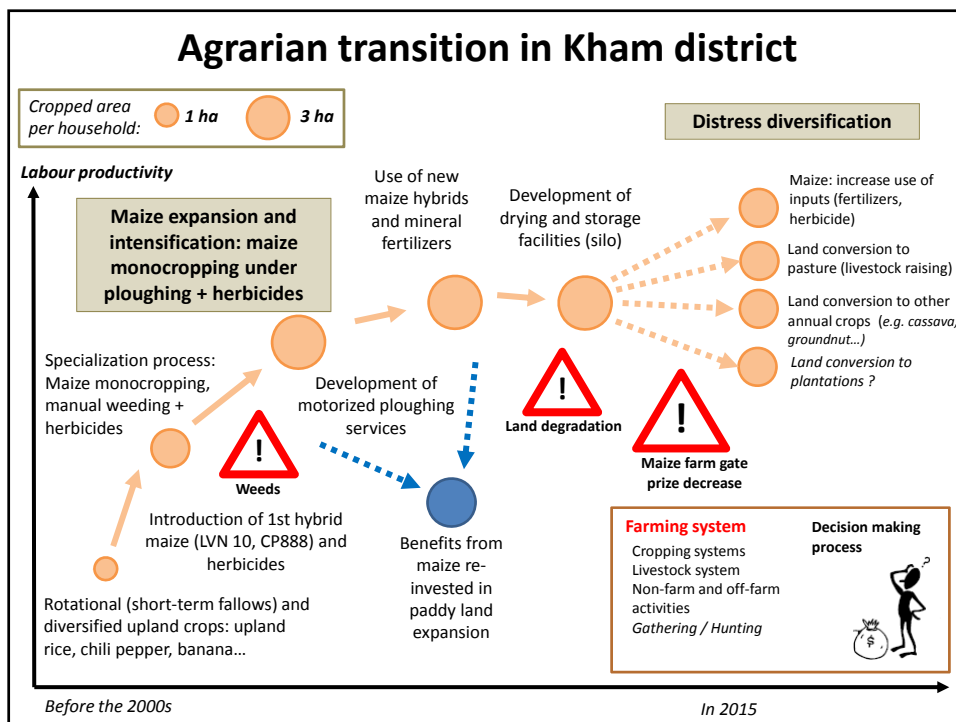 Agrarian transition in Kham district
Cropped area
per household:
1 ha
3 ha
Distress diversification
Labour productivity
Maize expansion and
intensification: maize
monocropping under
ploughing + herbicides
Use of new
maize hybrids
and mineral
fertilizers
Development of
drying and storage
facilities (silo)
Maize: increase use of
inputs (fertilizers,
herbicide)
Land conversion to
pasture (livestock raising)
Land conversion to other
annual crops (e.g. cassava,
groundnut…)
Land conversion to
plantations ?
Specialization process:
Maize monocropping,
manual weeding +
herbicides
Development of
motorized ploughing
services
!
Weeds
!
Land degradation
!
Maize farm gate
prize decrease
Introduction of 1st hybrid
maize (LVN 10, CP888) and
herbicides
Benefits from
maize re-
invested in
paddy land
expansion
Rotational (short-term fallows) and
diversified upland crops: upland
rice, chili pepper, banana…
Farming system
Cropping systems
Livestock system
Non-farm and off-farm
activities
Gathering / Hunting
Decision making
process
?
$
Before the 2000s
In 2015